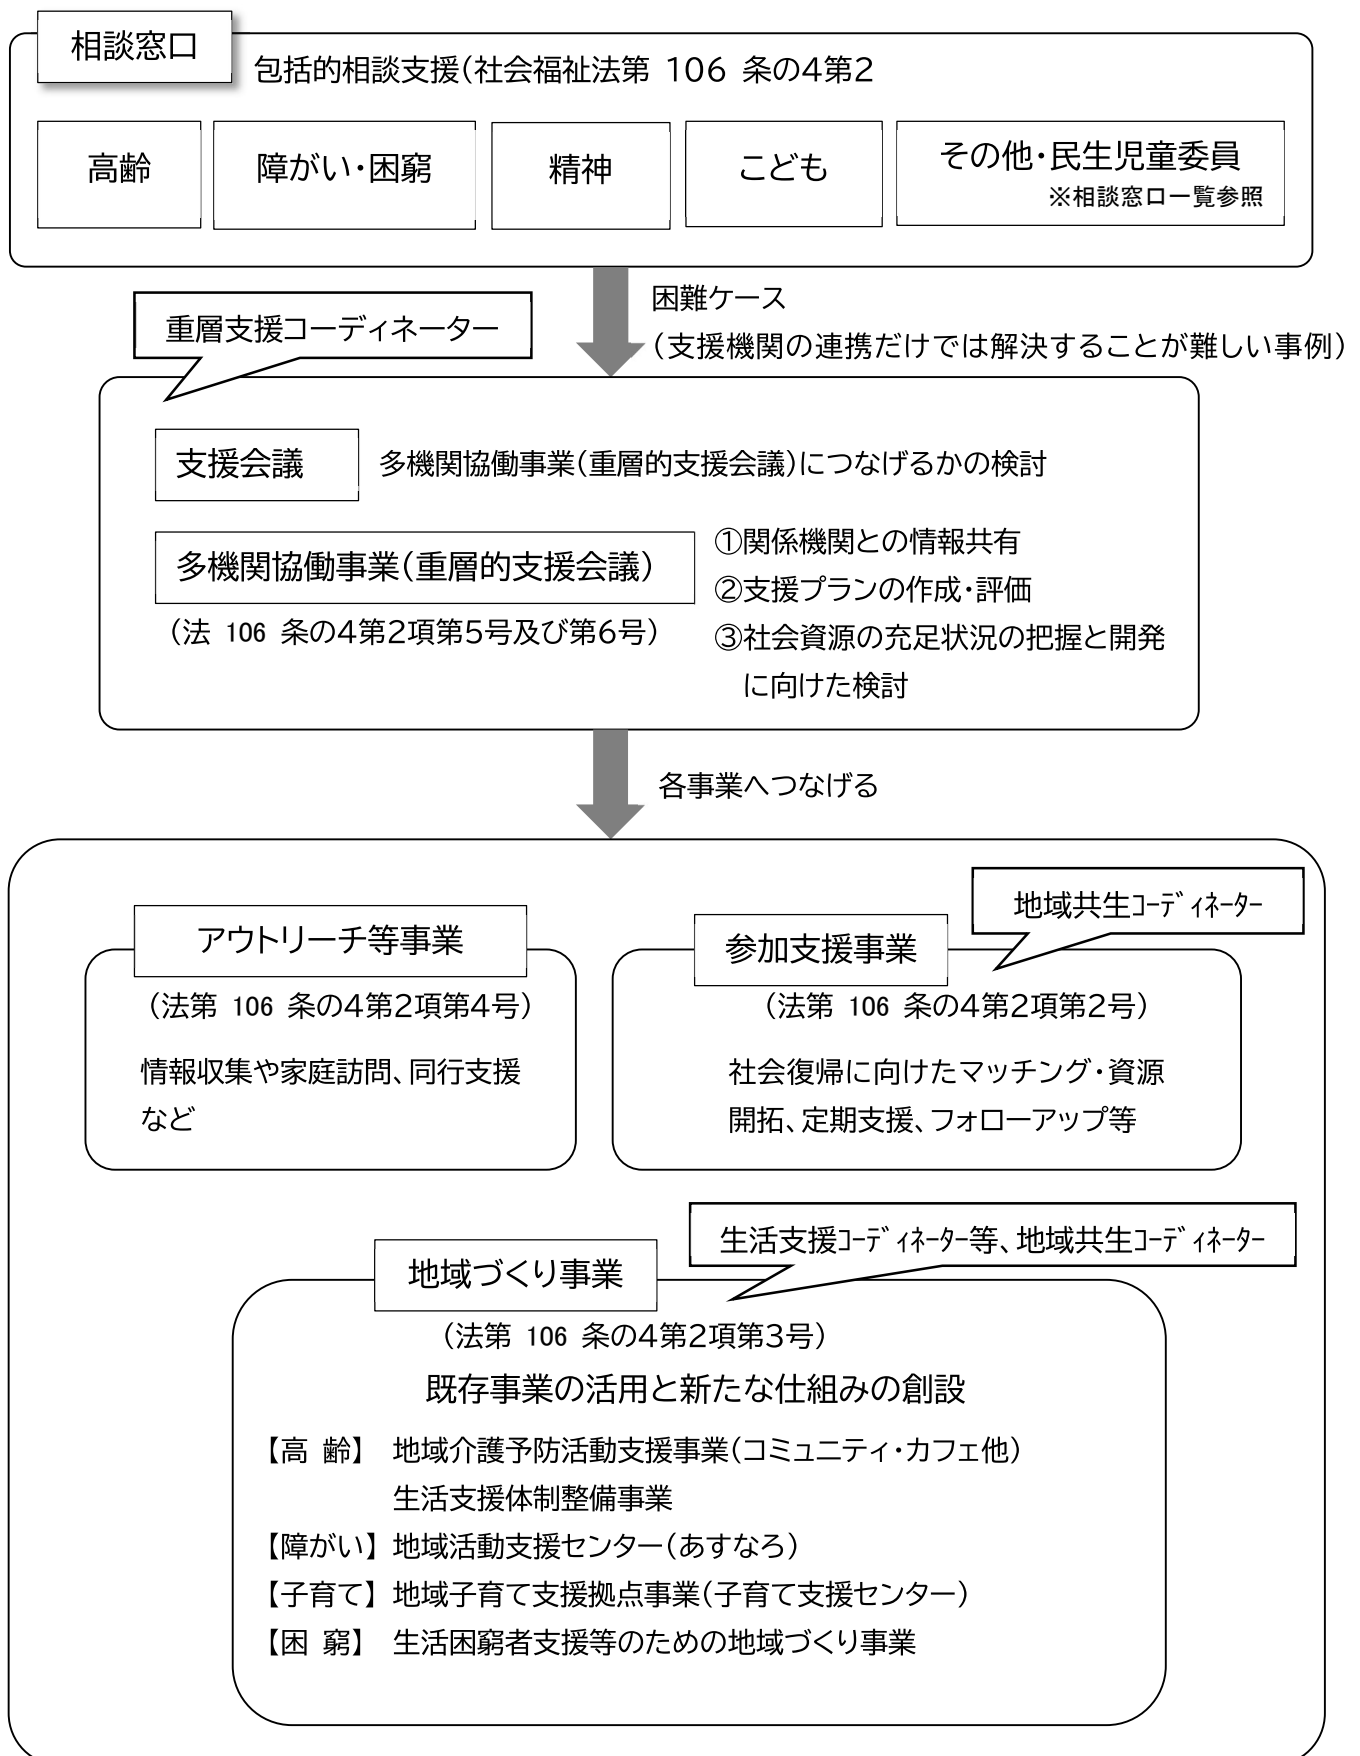 相談窓口
包括的相談支援（社会福祉法第 106 条の４第２
高齢
障がい・困窮
精神
こども
その他・民生児童委員
※相談窓口一覧参照
困難ケース
（支援機関の連携だけでは解決することが難しい事例）
重層支援コーディネーター
支援会議
多機関協働事業（重層的支援会議）につなげるかの検討
多機関協働事業（重層的支援会議）
（法 106 条の４第２項第５号及び第６号）
①関係機関との情報共有
②支援プランの作成・評価
③社会資源の充足状況の把握と開発
に向けた検討
各事業へつなげる
アウトリーチ等事業
（法第 106 条の４第２項第４号）
情報収集や家庭訪問、同行支援
など
地域共生ｺｰﾃﾞｨﾈｰﾀｰ
参加支援事業
（法第 106 条の４第２項第２号）
社会復帰に向けたマッチング・資源
開拓、定期支援、フォローアップ等
生活支援ｺｰﾃﾞｨﾈｰﾀｰ等、地域共生ｺｰﾃﾞｨﾈｰﾀｰ
地域づくり事業
（法第 106 条の４第２項第３号）
既存事業の活用と新たな仕組みの創設
【高 齢】 地域介護予防活動支援事業（コミュニティ・カフェ他）
生活支援体制整備事業
【障がい】 地域活動支援センター（あすなろ）
【子育て】 地域子育て支援拠点事業（子育て支援センター）
【困 窮】 生活困窮者支援等のための地域づくり事業